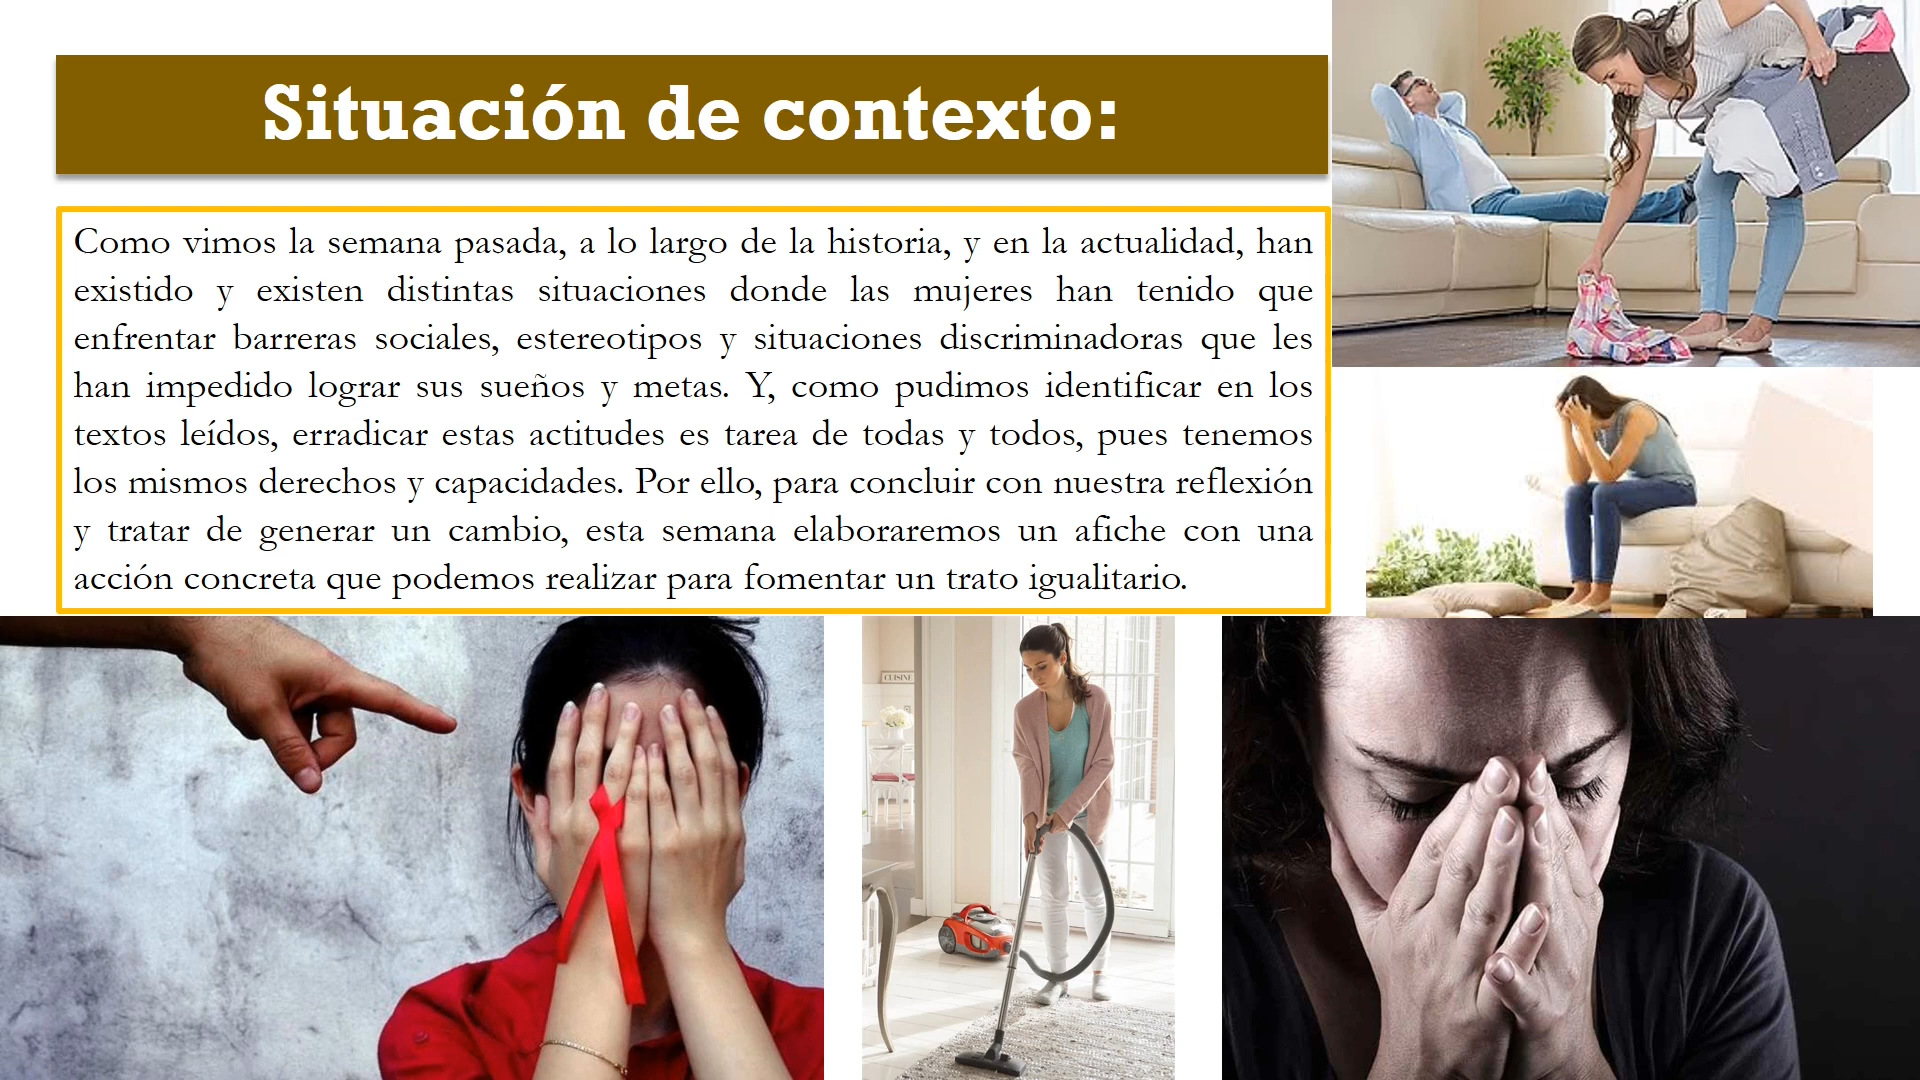 Situación de contexto:
Como vimos la semana pasada, a lo largo de la historia, y en la actualidad, han
existido y existen distintas situaciones donde las mujeres han tenido que
enfrentar barreras sociales, estereotipos y situaciones discriminadoras que les
han impedido lograr sus sueños y metas. Y, como pudimos identificar en los
textos leídos, erradicar estas actitudes es tarea de todas y todos, pues tenemos
los mismos derechos y capacidades. Por ello, para concluir con nuestra reflexión
y tratar de generar un cambio, esta semana elaboraremos un afiche con una
acción concreta que podemos realizar para fomentar un trato igualitario.
CUISINE